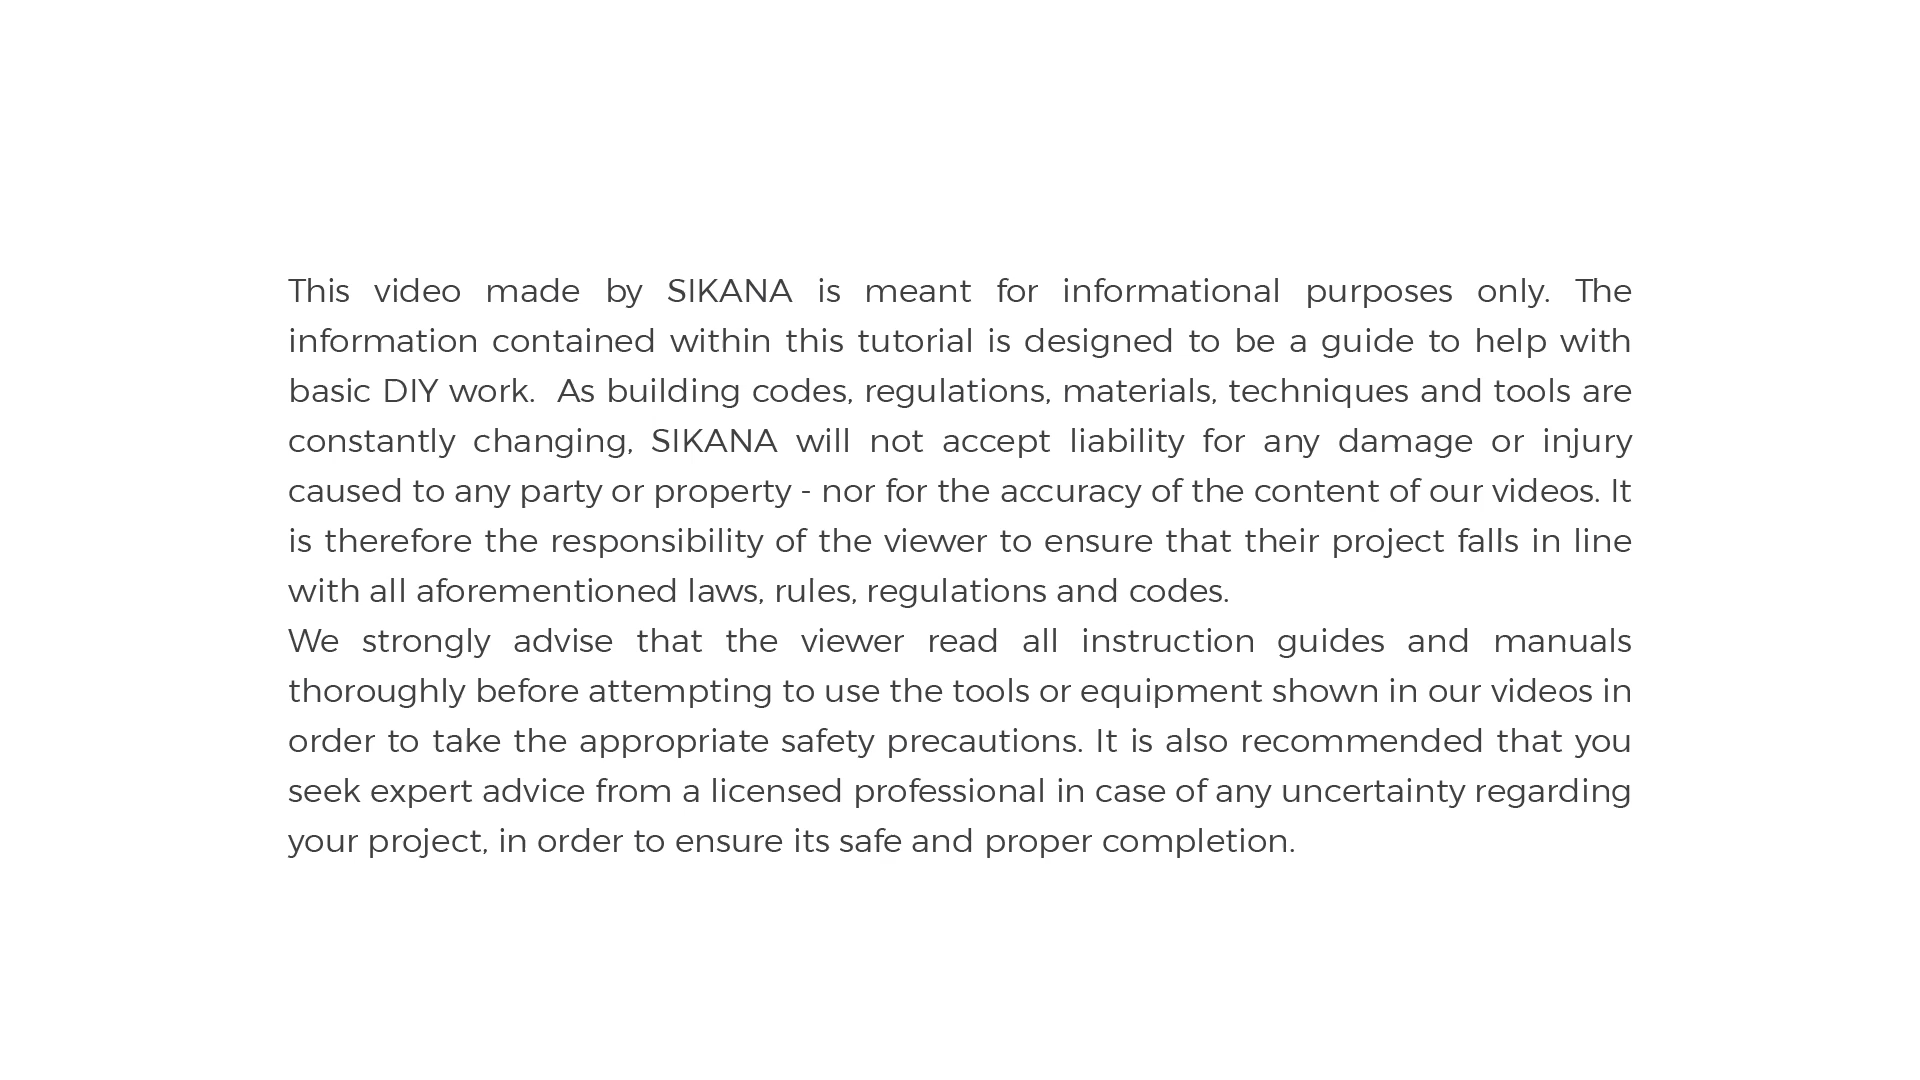 This video made by SIKANA is meant for informational purposes only. The
information contained within this tutorial is designed to be a guide to help with
basic DIY work.  As building codes, regulations, materials, techniques and tools are
constantly changing, SIKANA will not accept liability for any damage or injury
caused to any party or property - nor for the accuracy of the content of our videos. It
is therefore the responsibility of the viewer to ensure that their project falls in line
with all aforementioned laws, rules, regulations and codes.
We strongly advise that the viewer read all instruction guides and manuals
thoroughly before attempting to use the tools or equipment shown in our videos in
order to take the appropriate safety precautions. It is also recommended that you
seek expert advice from a licensed professional in case of any uncertainty regarding
your project, in order to ensure its safe and proper completion.